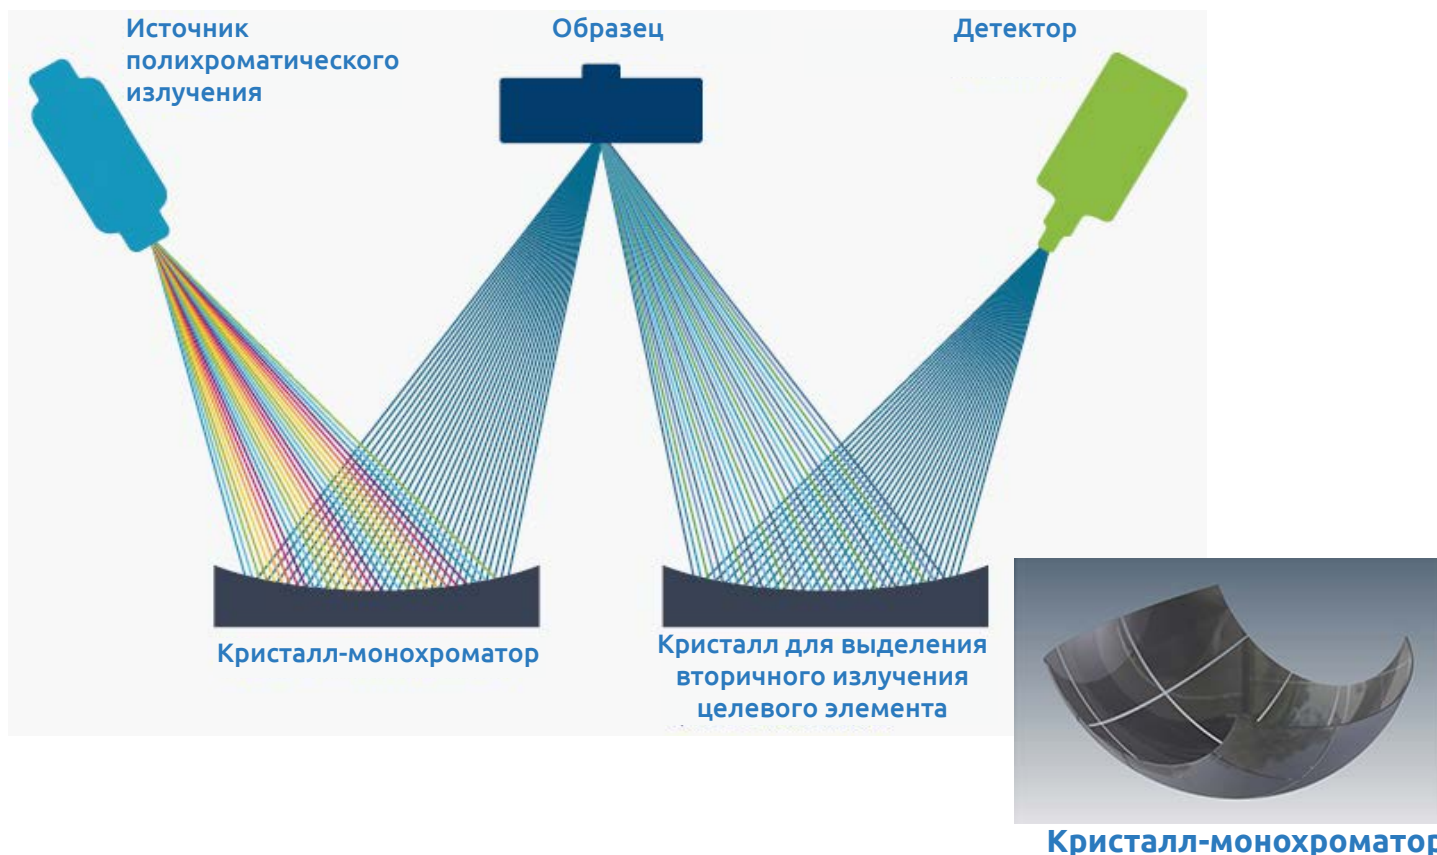 Источник
полихроматического
излучения
Образец
Детектор
Кристалл-монохроматор
Кристалл для выделения
вторичного излучения
целевого элемента
Кристалл-монохроматор